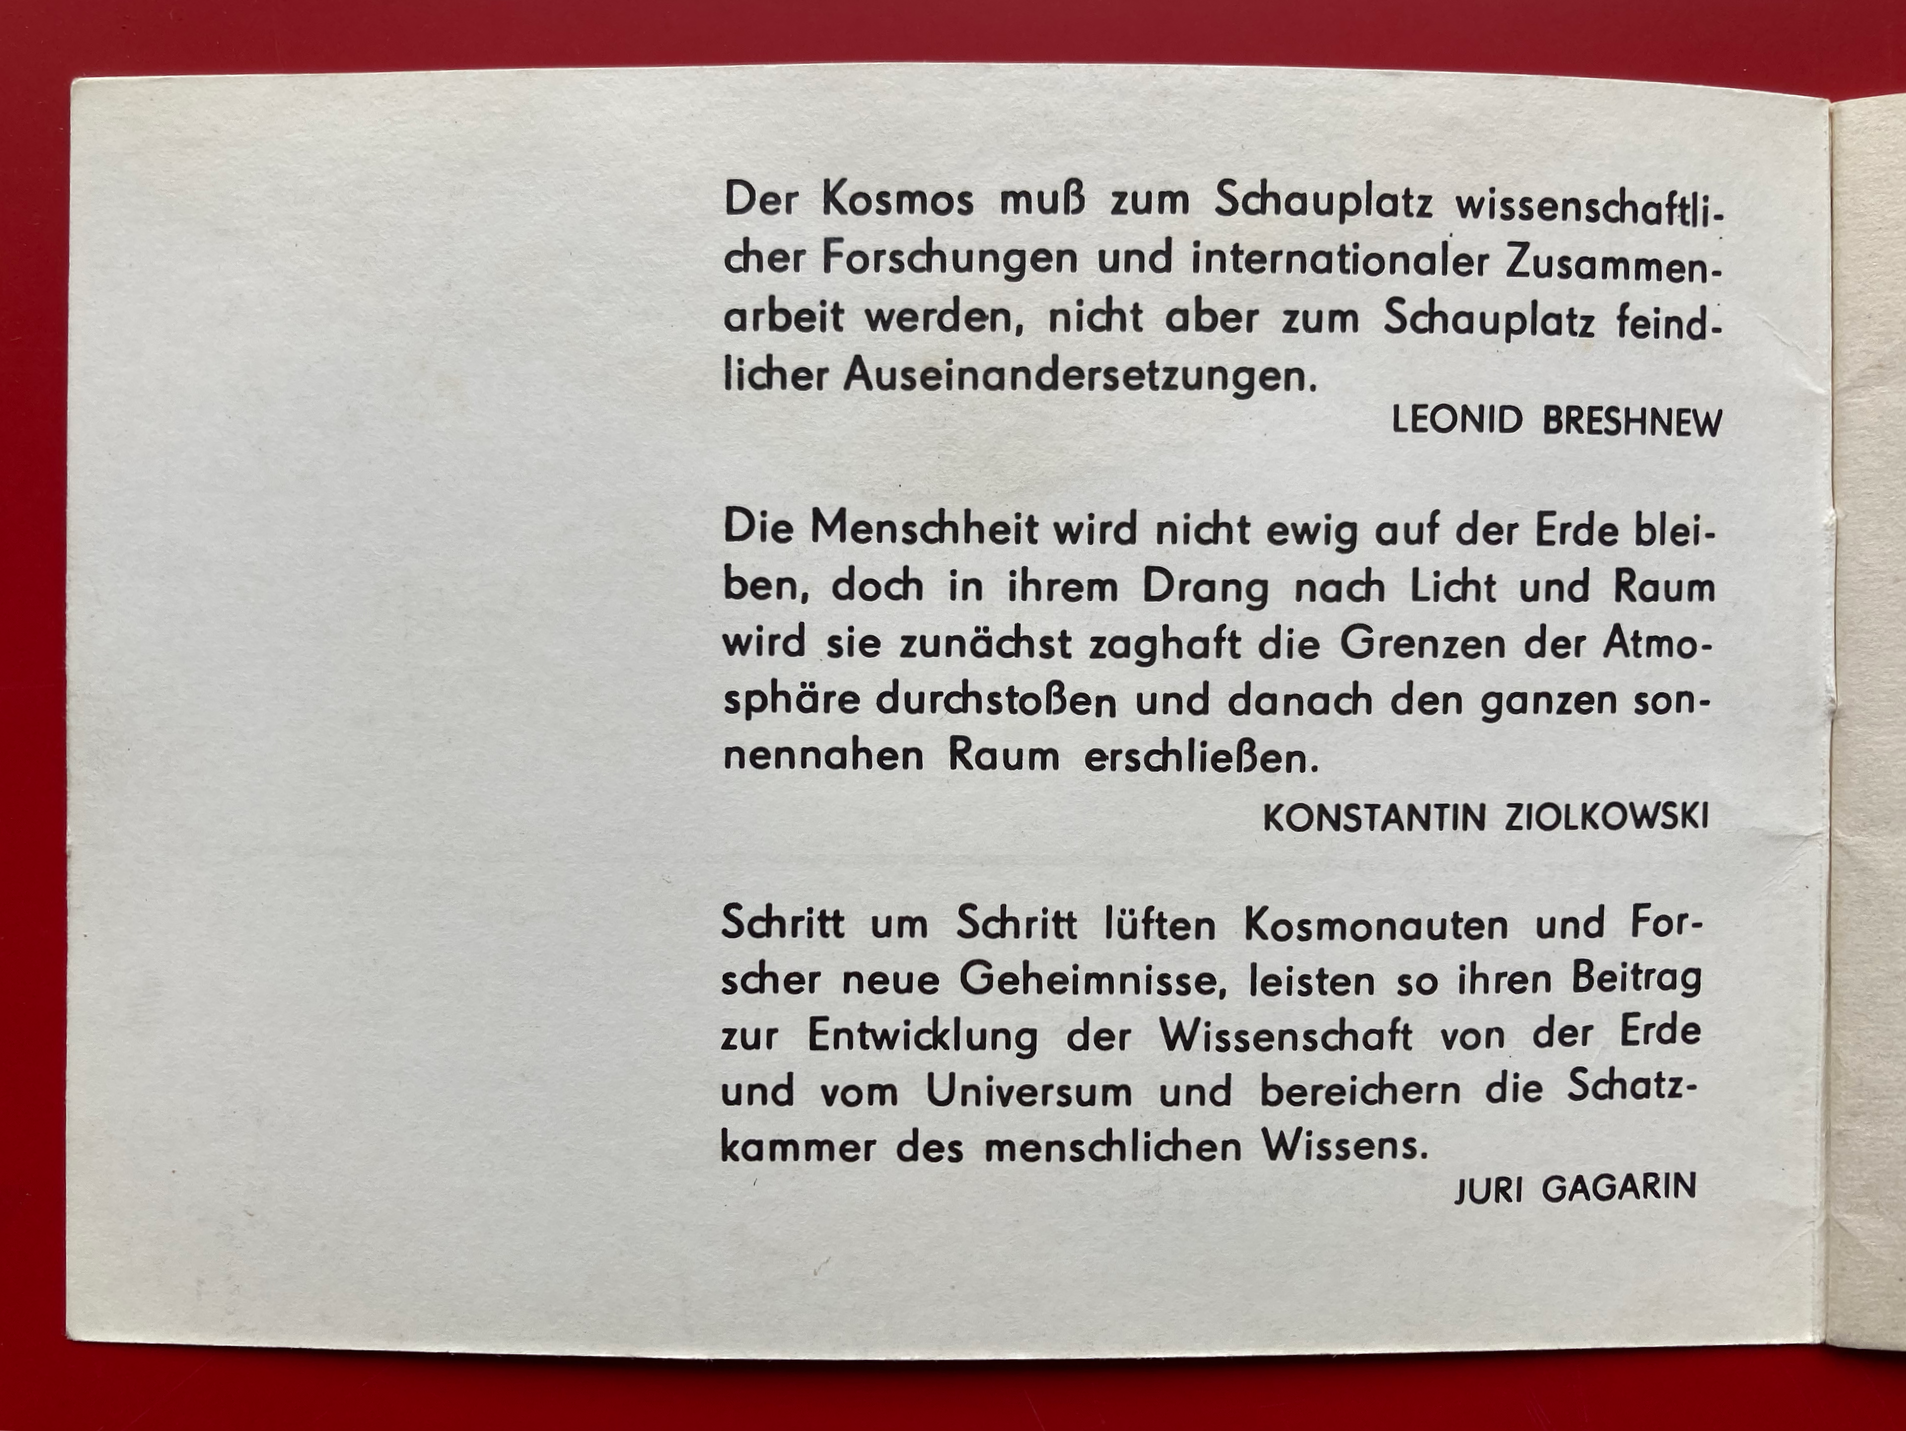 Der Kosmos muß zum Schauplatz wissenschaftli-
cher Forschungen und internationaler Zusammen-
arbeit werden, nicht aber zum Schauplatz feind-
licher Auseinandersetzungen.
LEONID BRESHNEW
Die Menschheit wird nicht ewig auf der Erde blei-
ben, doch in ihrem Drang nach Licht und Raum
wird sie zunächst zaghaft die Grenzen der Atmo-
sphäre durchstoßen und danach den ganzen son-
nennahen Raum erschließen.
KONSTANTIN ZIOLKOWSKI
Schritt um Schritt lüften Kosmonauten und For-
scher neue Geheimnisse, leisten so ihren Beitrag
zur Entwicklung der Wissenschaft von der Erde
und vom Universum und bereichern die Schatz-
kammer des menschlichen Wissens.
JURI GAGARIN